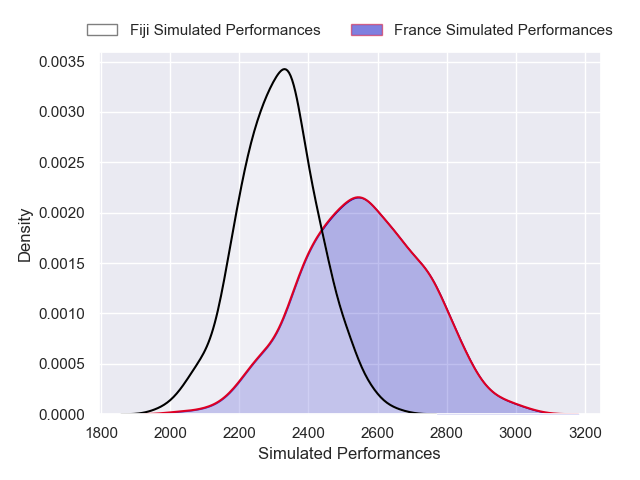 Fiji Simulated Performances France Simulated Performances
0.0035
0.0030
0.0025
0.0020
0.0015
0.0010
0.0005
0.0000
Density
1800 2000 2200 2400 2600 2800 3000 3200
Simulated Performances